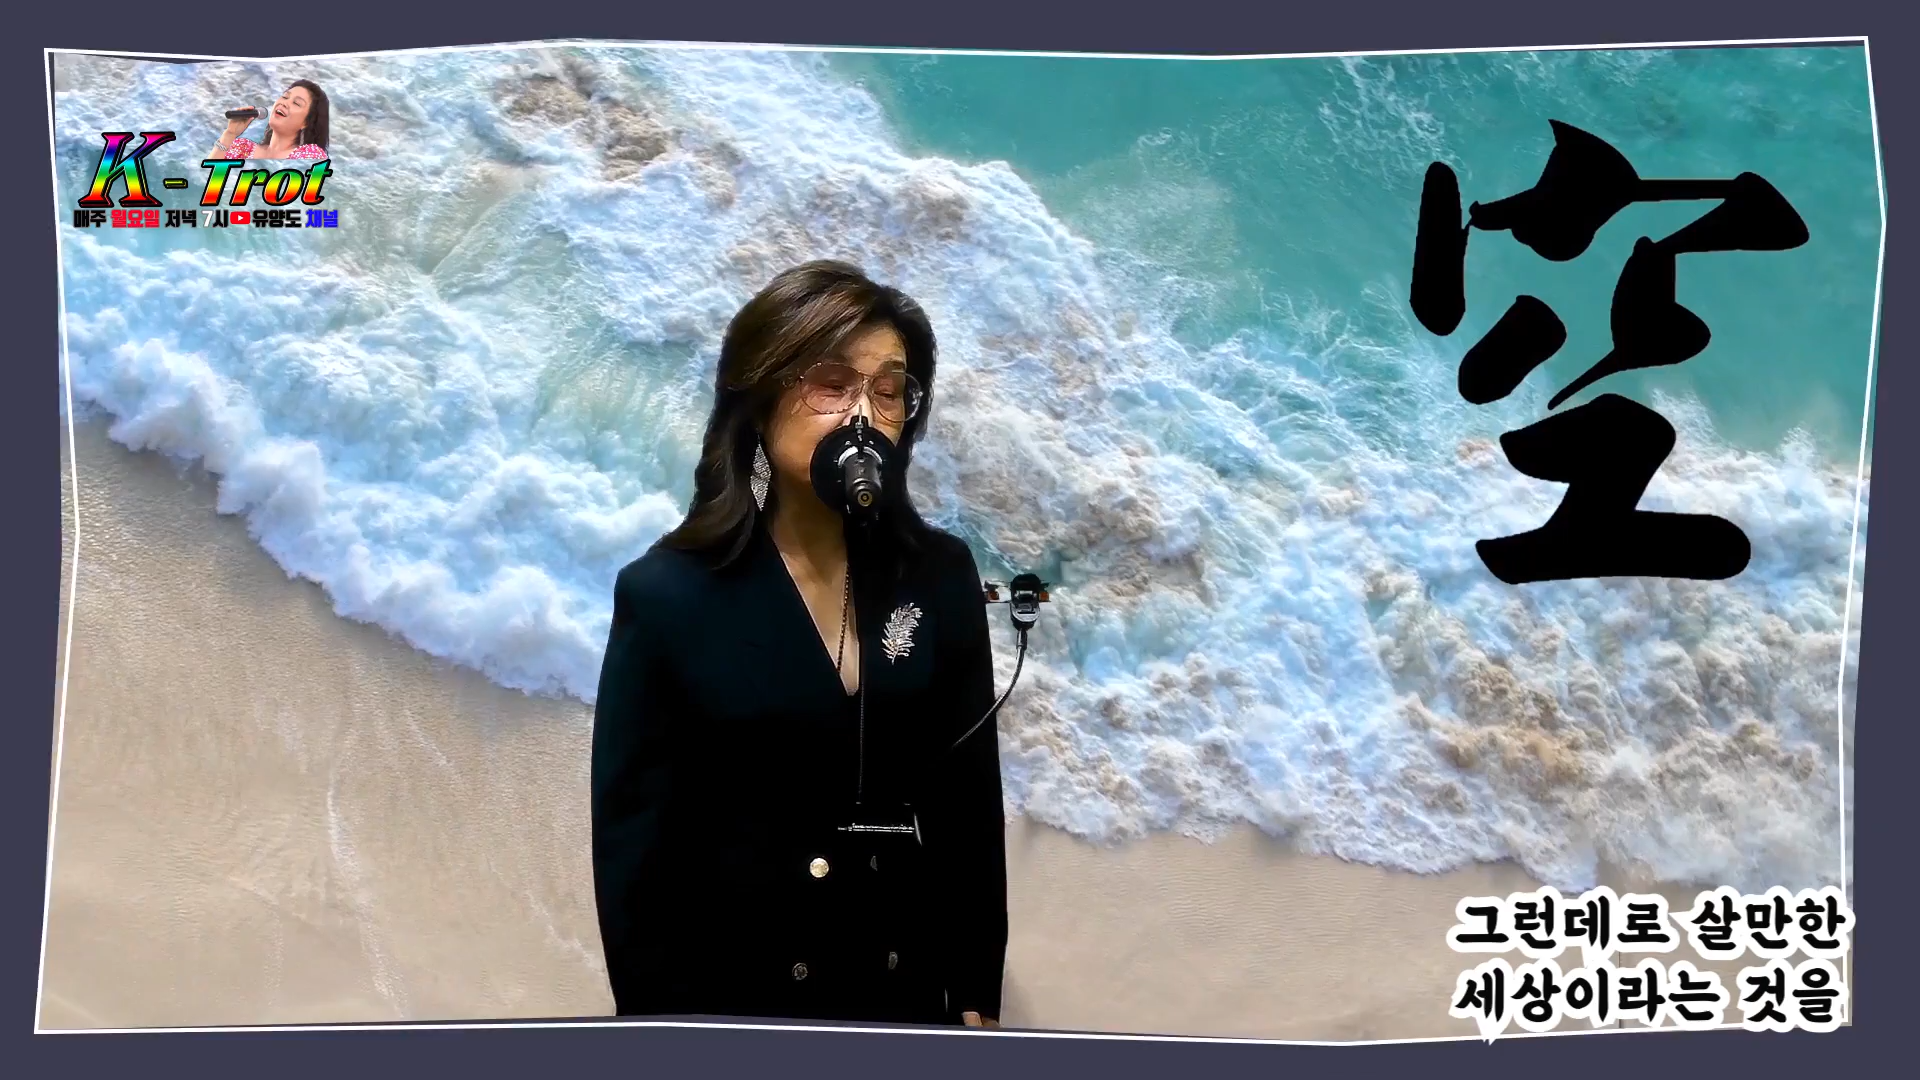 K-Trot
매주 월요일 저녁 7시 유양도 채널
空
그런데로 살만한
세상이라는 것을